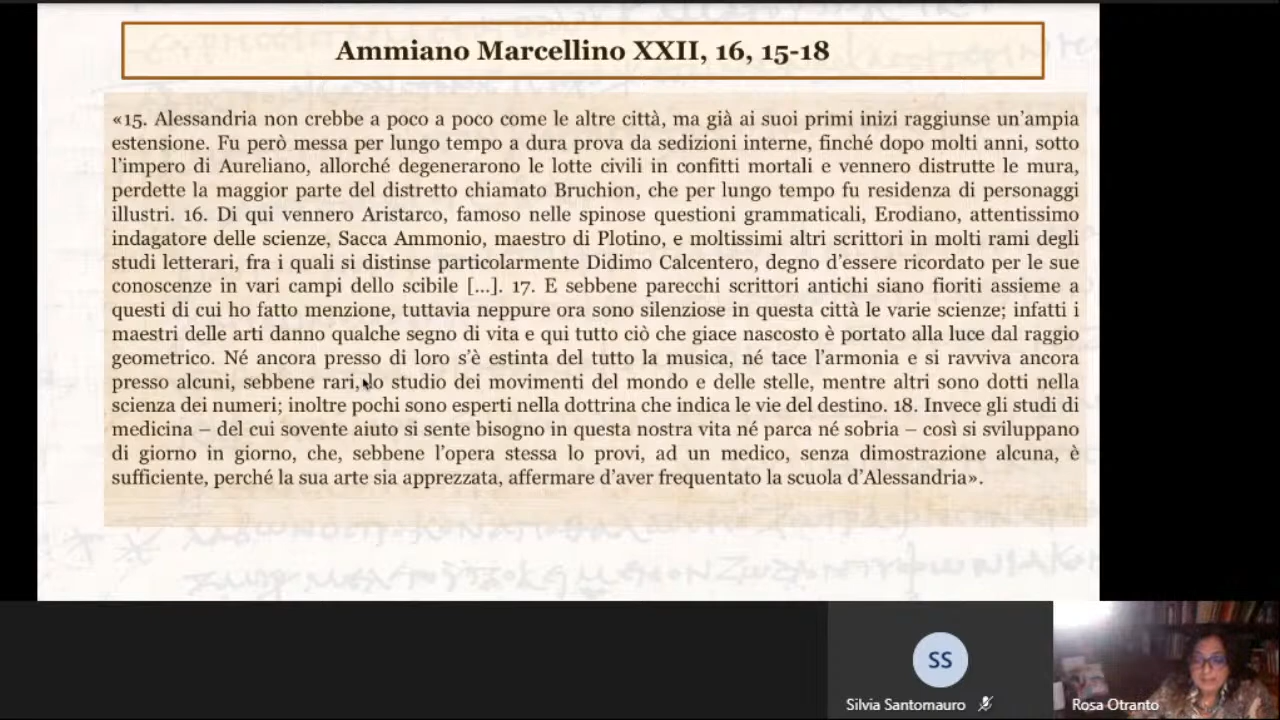 Ammiano Marcellino XXII, 16, 15-18
«15. Alessandria non crebbe a poco a poco come le altre città, ma già ai suoi primi inizi raggiunse un'ampia
estensione. Fu però messa per lungo tempo a dura prova da sedizioni interne, finché dopo molti anni, sotto
l'impero di Aureliano, allorché degenerarono le lotte civili in confitti mortali e vennero distrutte le mura,
perdette la maggior parte del distretto chiamato Bruchion, che per lungo tempo fu residenza di personaggi
illustri. 16. Di qui vennero Aristarco, famoso nelle spinose questioni grammaticali, Erodiano, attentissimo
indagatore delle scienze, Sacca Ammonio, maestro di Plotino, e moltissimi altri scrittori in molti rami degli
studi letterari, fra i quali si distinse particolarmente Didimo Calcentero, degno d'essere ricordato per le sue
conoscenze in vari campi dello scibile [...]. 17. E sebbene parecchi scrittori antichi siano fioriti assieme a
questi di cui ho fatto menzione, tuttavia neppure ora sono silenziose in questa città le varie scienze; infatti i
maestri delle arti danno qualche segno di vita e qui tutto ciò che giace nascosto è portato alla luce dal raggio
geometrico. Né ancora presso di loro s'è estinta del tutto la musica, né tace l'armonia e si ravviva ancora
presso alcuni, sebbene rari, lo studio dei movimenti del mondo e delle stelle, mentre altri sono dotti nella
scienza dei numeri; inoltre pochi sono esperti nella dottrina che indica le vie del destino. 18. Invece gli studi di
medicina – del cui sovente aiuto si sente bisogno in questa nostra vita né parca né sobria – così si sviluppano
di giorno in giorno, che, sebbene l'opera stessa lo provi, ad un medico, senza dimostrazione alcuna, è
sufficiente, perché la sua arte sia apprezzata, affermare d'aver frequentato la scuola d'Alessandria».
SS
Silvia Santomauro
Rosa Otranto